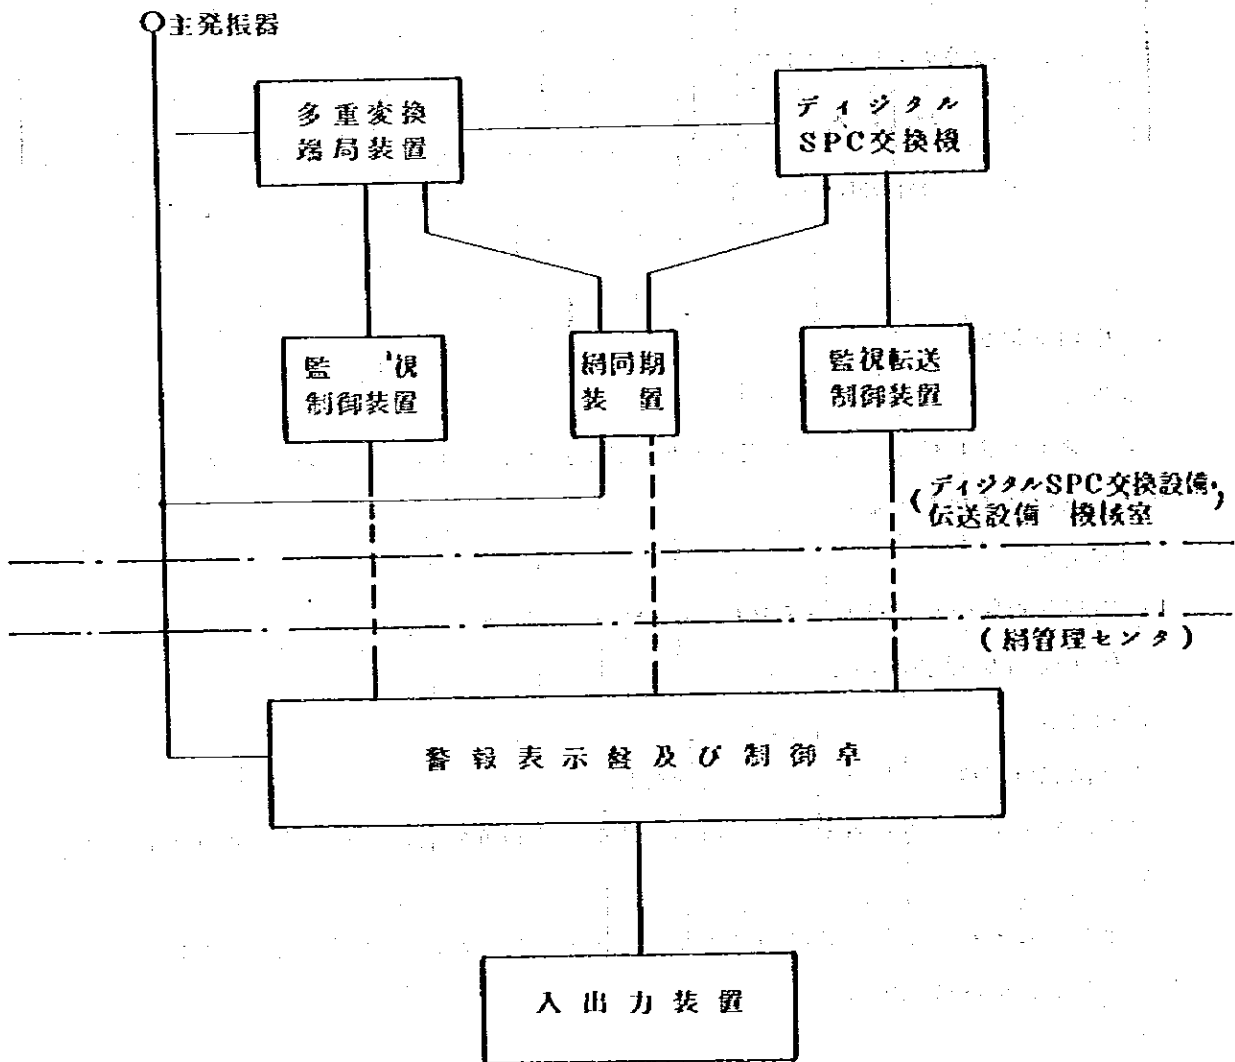 主発振器
多重変換
端局装置
ディジタル
SPC交換機
監視
制御装置
網同期
装置
監視転送
制御装置
(ディジタルSPC交換設備,
伝送設備 機械室)
(網管理センタ)
警報表示盤及び制御卓
入出力装置